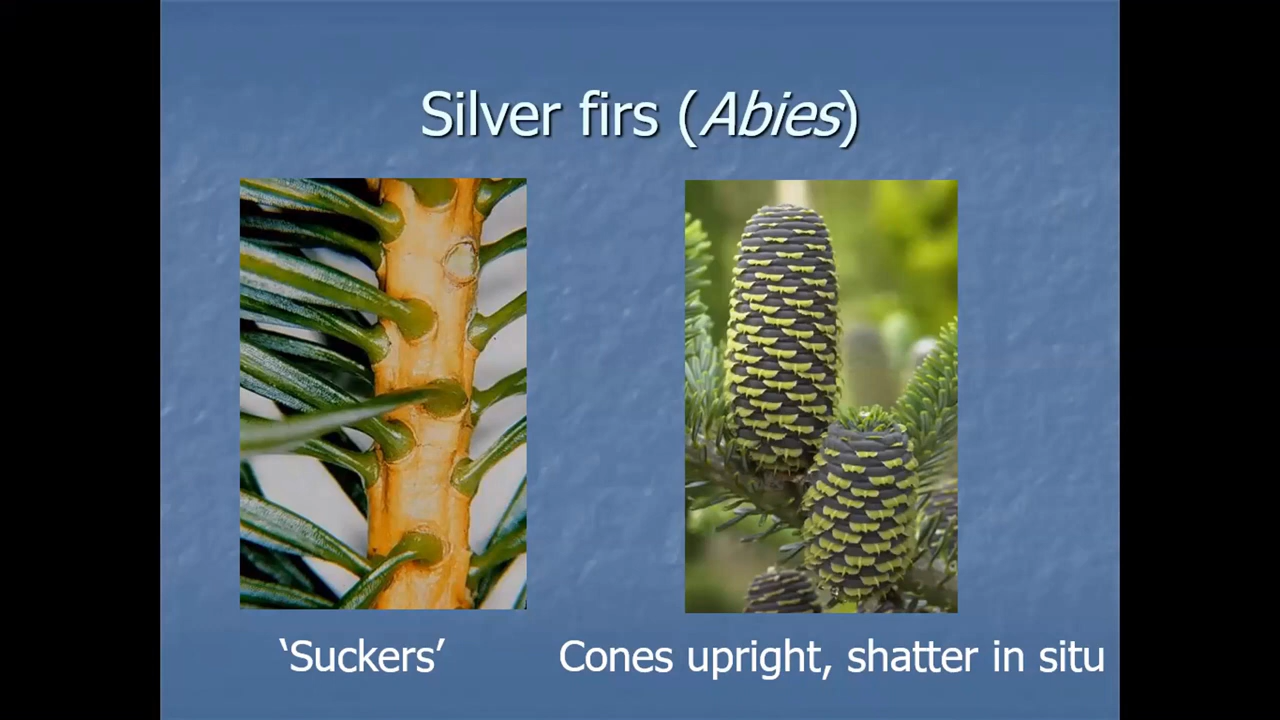 Silver firs (Abies)
‘Suckers’
Cones upright, shatter in situ